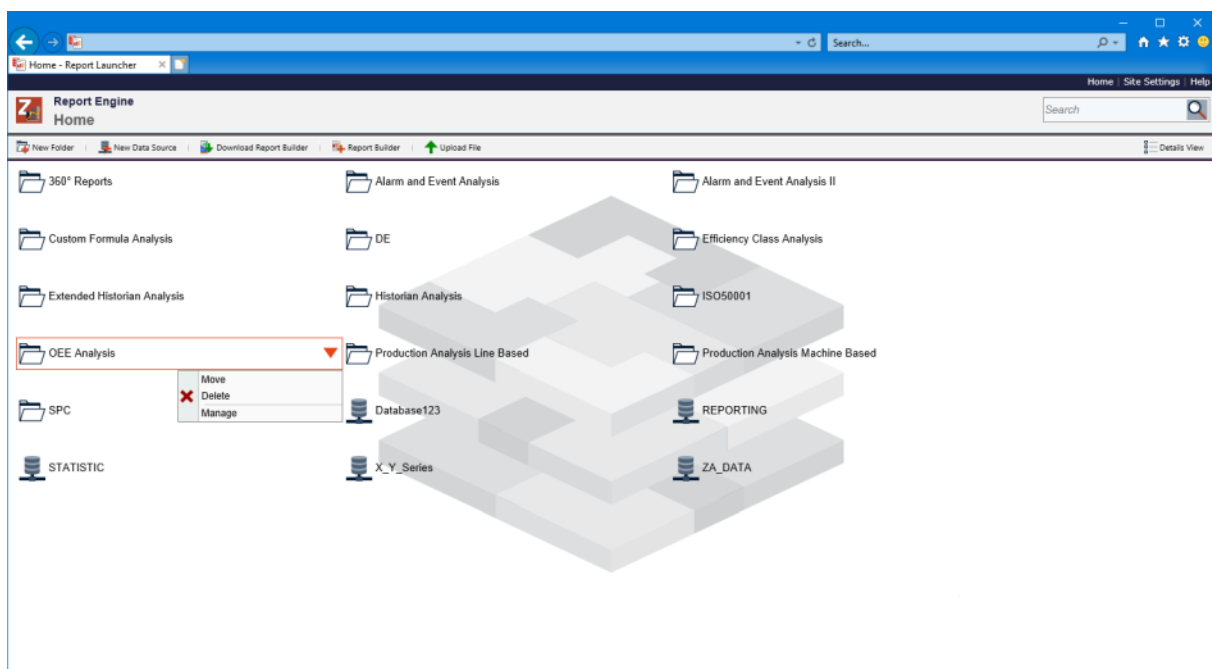 Search...
Home - Report Launcher
Home | Site Settings | Help
Report Engine
Home
Search
New Folder | New Data Source | Download Report Builder | Report Builder | Upload File
Details View
360° Reports
Alarm and Event Analysis
Alarm and Event Analysis II
Custom Formula Analysis
DE
Efficiency Class Analysis
Extended Historian Analysis
Historian Analysis
ISO50001
OEE Analysis
Production Analysis Line Based
Production Analysis Machine Based
Move
Delete
Manage
SPC
Database123
REPORTING
STATISTIC
X_Y_Series
ZA_DATA